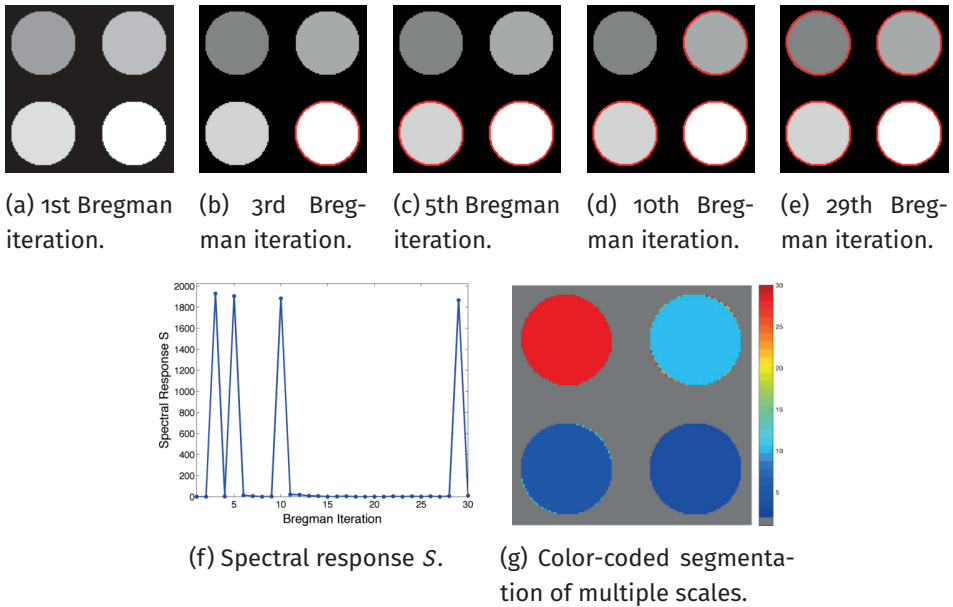 (a) 1st Bregman
iteration.
(b) 3rd Breg-
man iteration.
(c) 5th Bregman
iteration.
(d) 10th Breg-
man iteration.
(e) 29th Breg-
man iteration.
Spectral Response S
2000
1800
1600
1400
1200
1000
800
600
400
200
0
5
10
15
20
25
30
Bregman Iteration
30
25
20
15
10
5
(f) Spectral response S.
(g) Color-coded segmenta-
tion of multiple scales.